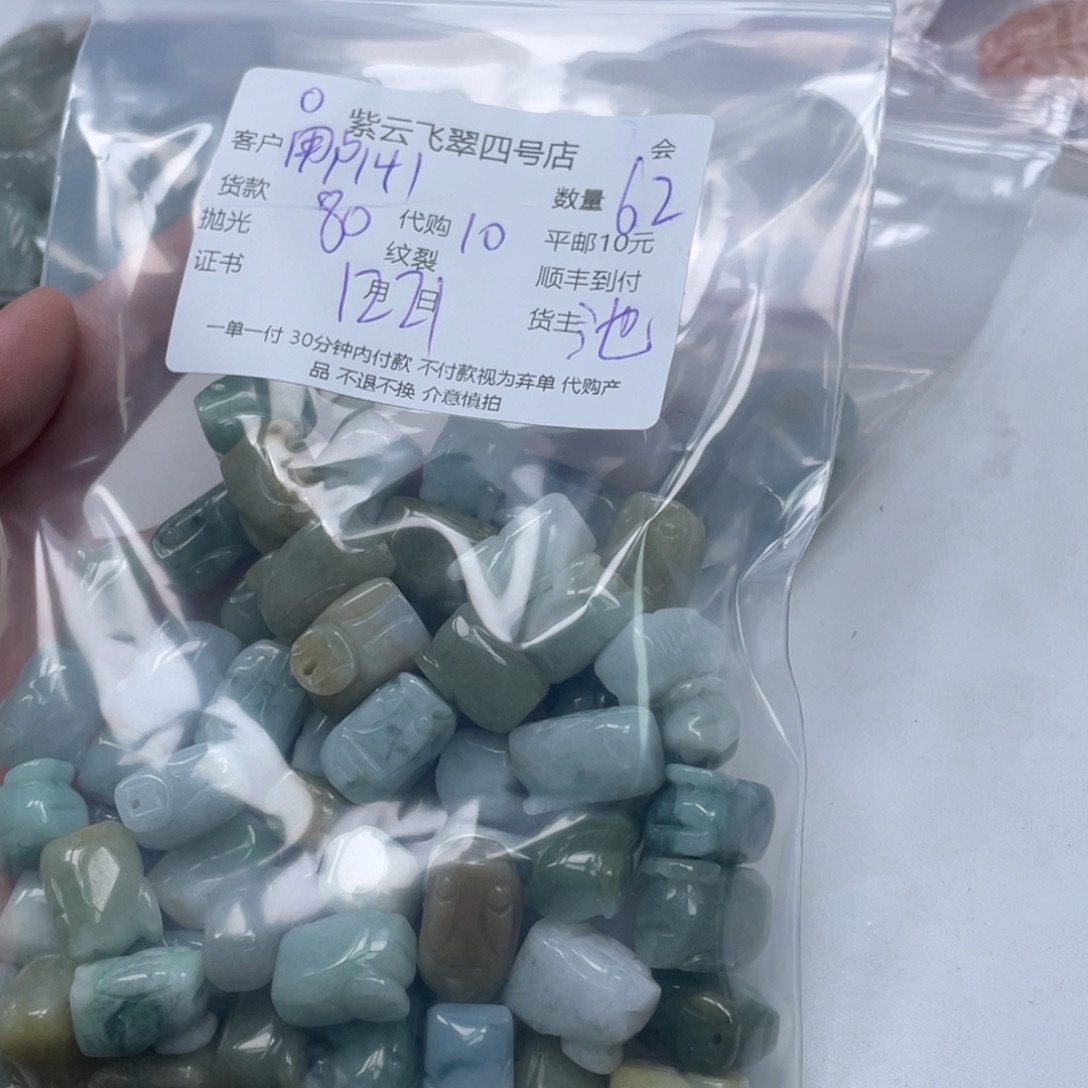 紫云飞翠四号店 会
客户 用户141
货款 80 数量 62
抛光 代购 10 平邮10元
证书 纹裂 顺丰到付
12月21日 货主 池
一单一付 30分钟内付款 不付款视为弃单 代购产
品 不退不换 介意慎拍